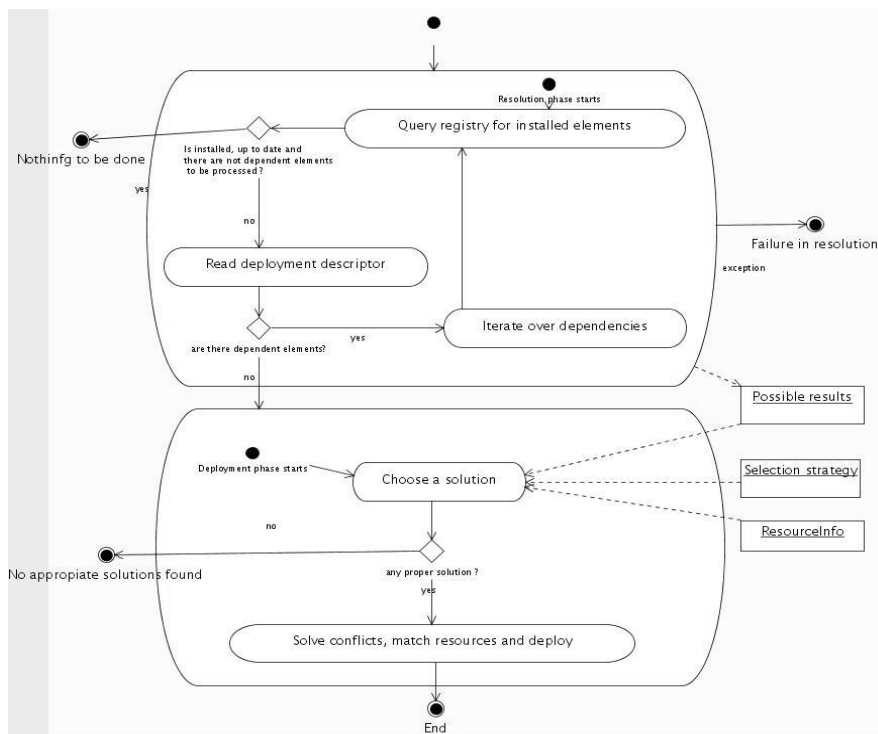 Resolution phase starts
Query registry for installed elements
Is installed, up to date and
there are not dependent elements
to be processed?
Nothinfg to be done
yes
no
Failure in resolution
exception
Read deployment descriptor
Iterate over dependencies
yes
are there dependent elements?
no
Possible results
Deployment phase starts
Choose a solution
Selection strategy
ResourceInfo
no
No appropiate solutions found
any proper solution ?
yes
Solve conflicts, match resources and deploy
End